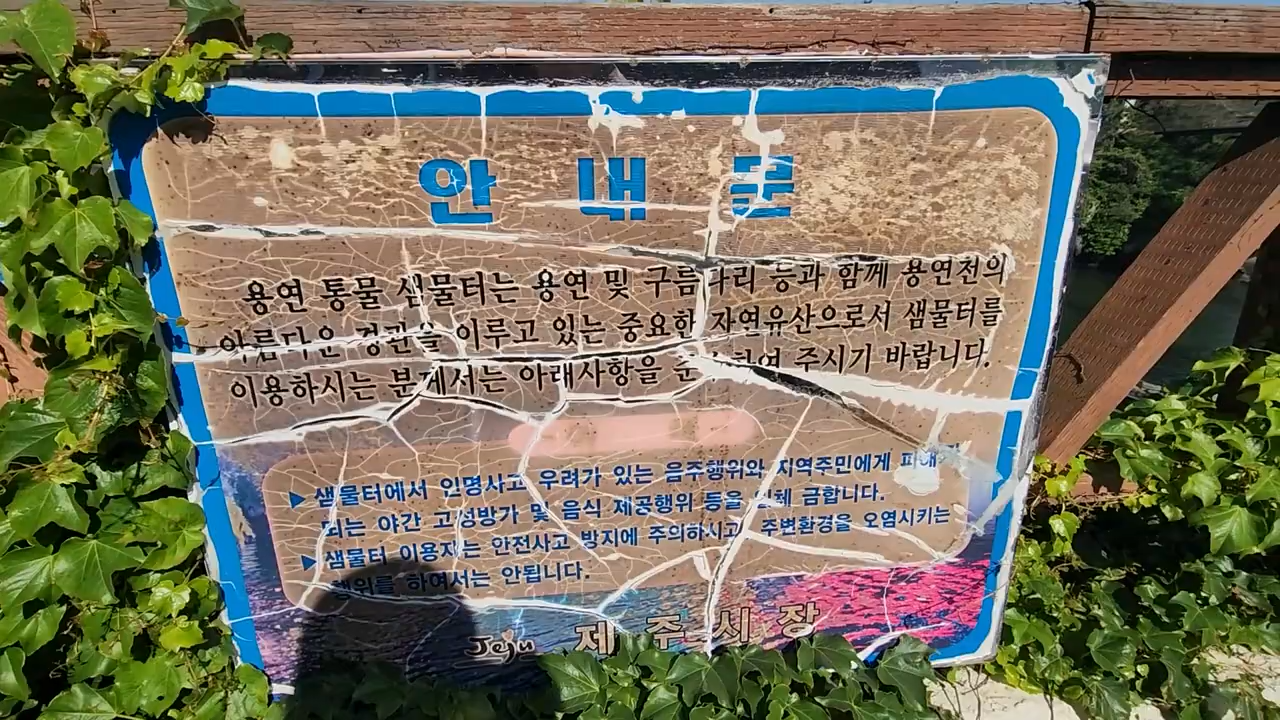 안 내 문
용연 통물 샘물터는 용연 및 구름다리 등과 함께 용연천의
아름다운 경관을 이루고 있는 중요한 자연유산으로서 샘물터를
이용하시는 분께서는 아래사항을 준수하여 주시기 바랍니다.
▶ 샘물터에서 인명사고 우려가 있는 음주행위와 지역주민에게 피해가
되는 야간 고성방가 및 음식 제공행위 등을 일체 금합니다.
▶ 샘물터 이용자는 안전사고 방지에 주의하시고, 주변환경을 오염시키는
행위를 하여서는 안됩니다.
Jeju 제 주 시 장